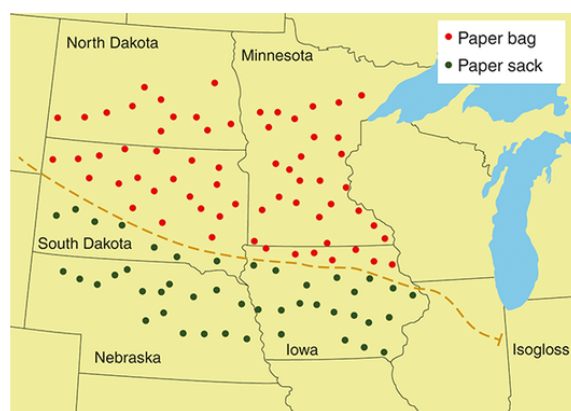 North Dakota
Minnesota
Paper bag
Paper sack
South Dakota
Nebraska
Iowa
Isogloss